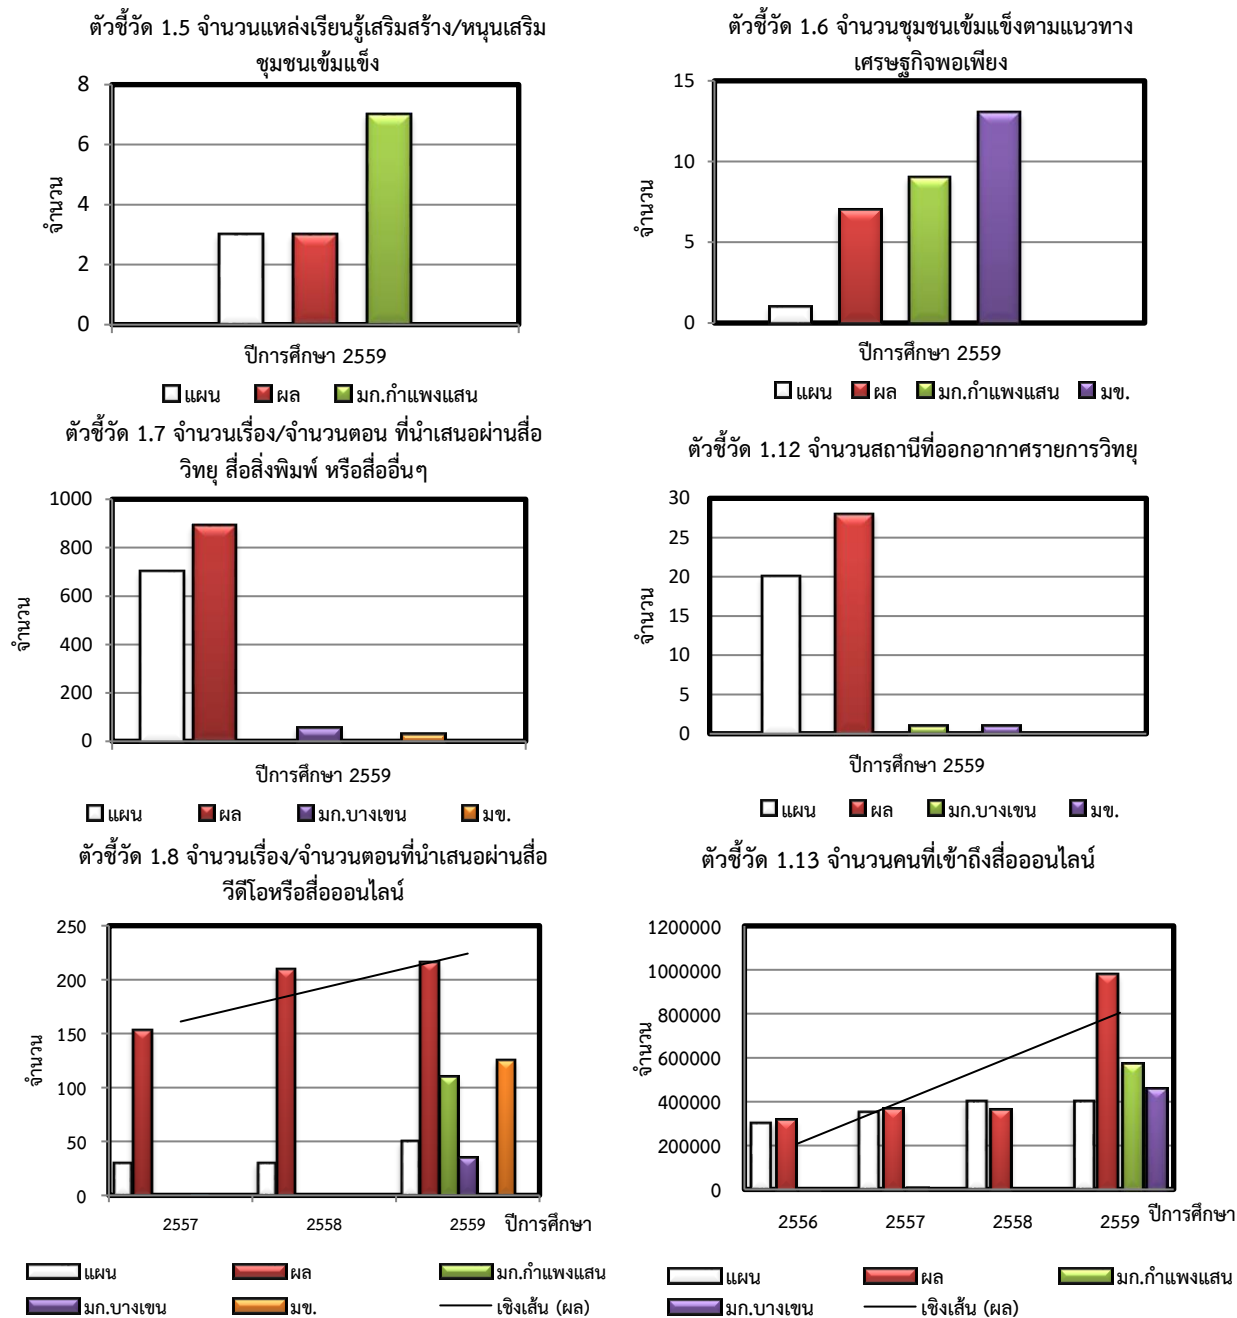 ตัวชี้วัด 1.5 จำนวนแหล่งเรียนรู้เสริมสร้าง/หนุนเสริม
ชุมชนเข้มแข็ง
8
6
4
2
0
จำนวน
ปีการศึกษา 2559
แผน ผล มก.กำแพงแสน
ตัวชี้วัด 1.6 จำนวนชุมชนเข้มแข็งตามแนวทาง
เศรษฐกิจพอเพียง
15
10
5
0
จำนวน
ปีการศึกษา 2559
แผน ผล มก.กำแพงแสน มข.
ตัวชี้วัด 1.7 จำนวนเรื่อง/จำนวนตอน ที่นำเสนอผ่านสื่อ
วิทยุ สื่อสิ่งพิมพ์ หรือสื่ออื่นๆ
1000
800
600
400
200
0
จำนวน
ปีการศึกษา 2559
แผน ผล มก.บางเขน มข.
ตัวชี้วัด 1.12 จำนวนสถานีที่ออกอากาศรายการวิทยุ
30
25
20
15
10
5
0
จำนวน
ปีการศึกษา 2559
แผน ผล มก.บางเขน มข.
ตัวชี้วัด 1.8 จำนวนเรื่อง/จำนวนตอนที่นำเสนอผ่านสื่อ
วีดีโอหรือสื่อออนไลน์
250
200
150
100
50
0
จำนวน
2557 2558 2559 ปีการศึกษา
แผน ผล มก.กำแพงแสน
มก.บางเขน มข. เชิงเส้น (ผล)
ตัวชี้วัด 1.13 จำนวนคนที่เข้าถึงสื่อออนไลน์
1200000
1000000
800000
600000
400000
200000
0
จำนวน
2556 2557 2558 2559 ปีการศึกษา
แผน ผล มก.กำแพงแสน
มก.บางเขน เชิงเส้น (ผล)